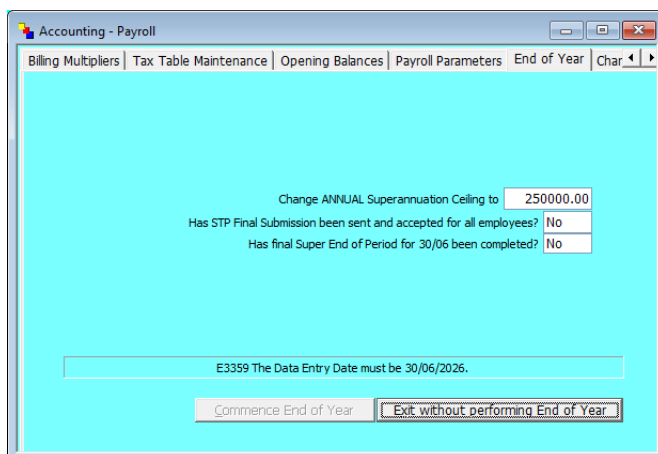 Accounting - Payroll
Billing Multipliers Tax Table Maintenance Opening Balances Payroll Parameters End of Year Char
Change ANNUAL Superannuation Ceiling to 250000.00
Has STP Final Submission been sent and accepted for all employees? No
Has final Super End of Period for 30/06 been completed? No
E3359 The Data Entry Date must be 30/06/2026.
Commence End of Year Exit without performing End of Year